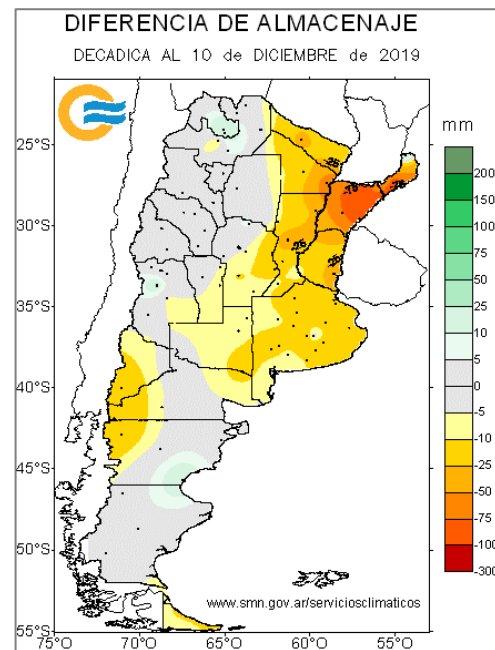 DIFERENCIA DE ALMACENAJE
DECADICA AL 10 de DICIEMBRE de 2019
mm
25°S
30°S
35°S
40°S
45°S
50°S
55°S
75°O
70°O
65°O
60°O
55°O
200
150
100
75
50
25
10
5
0
-5
-10
-25
-50
-75
-100
-300
-25
-75
-75
-25
www.smn.gov.ar/serviciosclimaticos